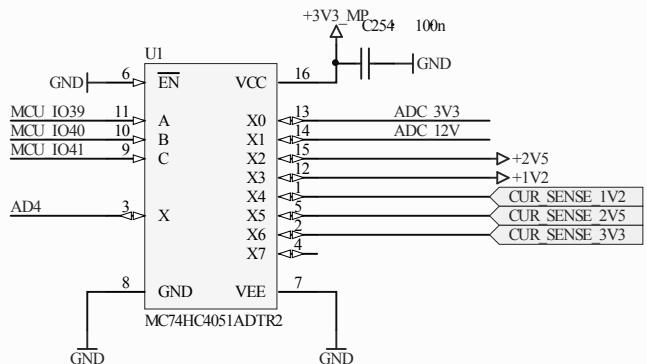 +3V3_MP
C254 100n
U1
GND 6 EN VCC 16 GND
MCU_IO39 11 A X0 13 ADC_3V3
MCU_IO40 10 B X1 14 ADC_12V
MCU_IO41 9 C X2 15 +2V5
X3 12 +1V2
X4 1 CUR_SENSE_1V2
AD4 3 X X5 5 CUR_SENSE_2V5
X6 2 CUR_SENSE_3V3
X7 4
8 GND VEE 7
MC74HC4051ADTR2
GND GND